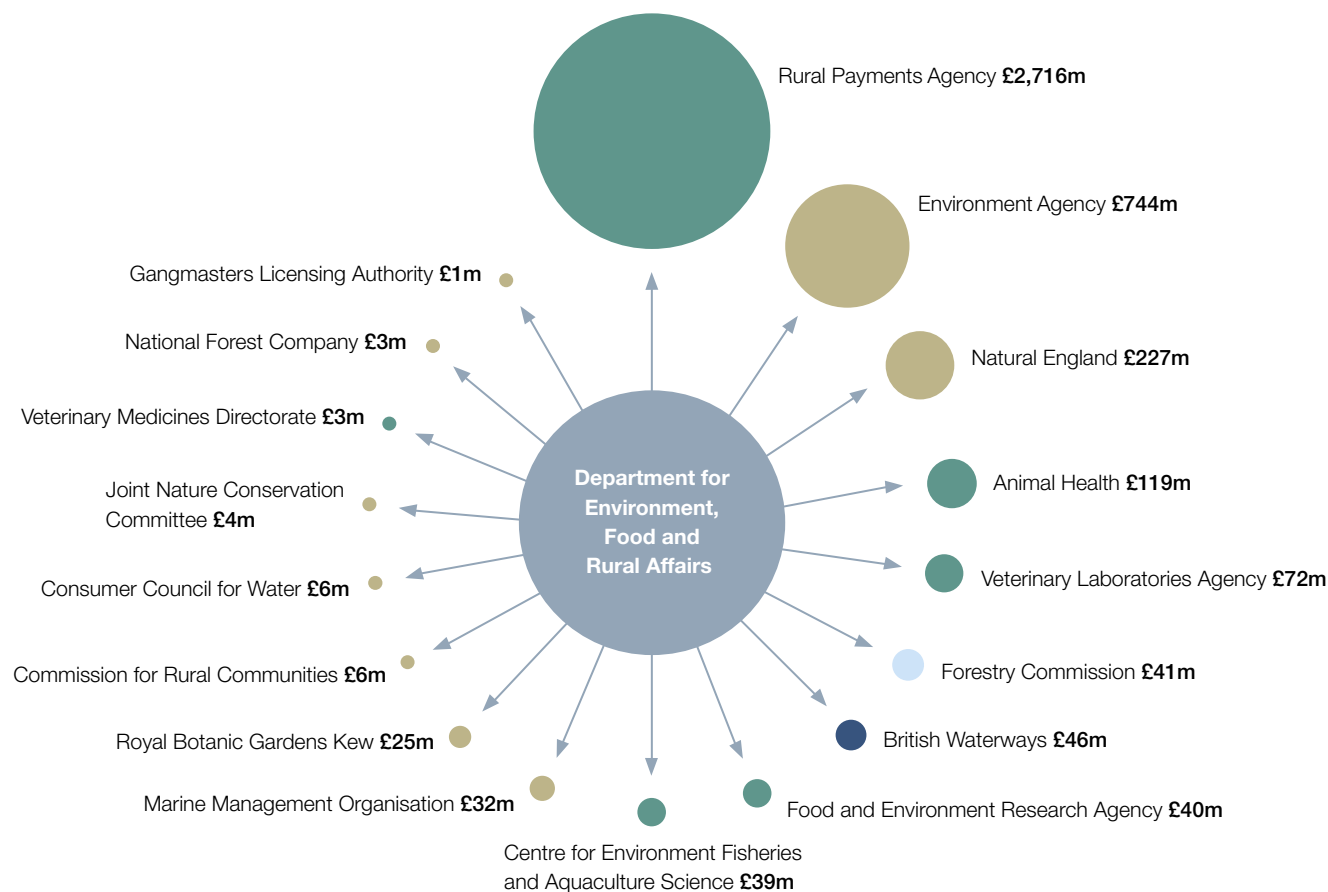 Rural Payments Agency £2,716m
Environment Agency £744m
Gangmasters Licensing Authority £1m
National Forest Company £3m
Natural England £227m
Veterinary Medicines Directorate £3m
Department for
Environment,
Food and
Rural Affairs
Animal Health £119m
Joint Nature Conservation
Committee £4m
Veterinary Laboratories Agency £72m
Consumer Council for Water £6m
Forestry Commission £41m
Commission for Rural Communities £6m
British Waterways £46m
Royal Botanic Gardens Kew £25m
Marine Management Organisation £32m
Food and Environment Research Agency £40m
Centre for Environment Fisheries
and Aquaculture Science £39m